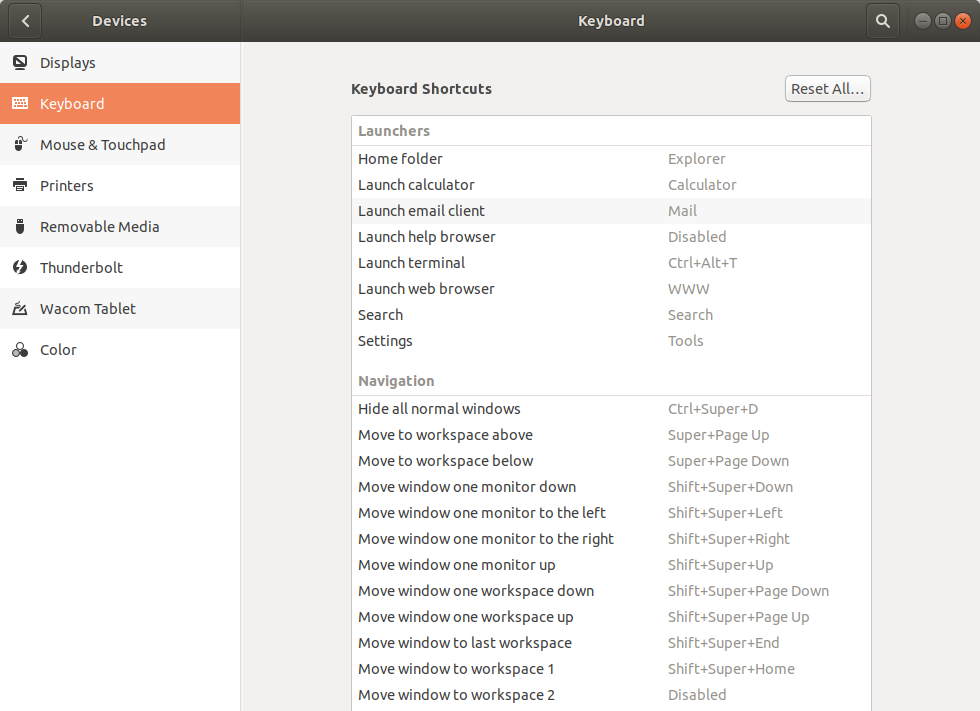 Devices
Keyboard
Displays
Keyboard
Mouse & Touchpad
Printers
Removable Media
Thunderbolt
Wacom Tablet
Color
Keyboard Shortcuts
Reset All…
Launchers
Home folder Explorer
Launch calculator Calculator
Launch email client Mail
Launch help browser Disabled
Launch terminal Ctrl+Alt+T
Launch web browser WWW
Search Search
Settings Tools
Navigation
Hide all normal windows Ctrl+Super+D
Move to workspace above Super+Page Up
Move to workspace below Super+Page Down
Move window one monitor down Shift+Super+Down
Move window one monitor to the left Shift+Super+Left
Move window one monitor to the right Shift+Super+Right
Move window one monitor up Shift+Super+Up
Move window one workspace down Shift+Super+Page Down
Move window one workspace up Shift+Super+Page Up
Move window to last workspace Shift+Super+End
Move window to workspace 1 Shift+Super+Home
Move window to workspace 2 Disabled